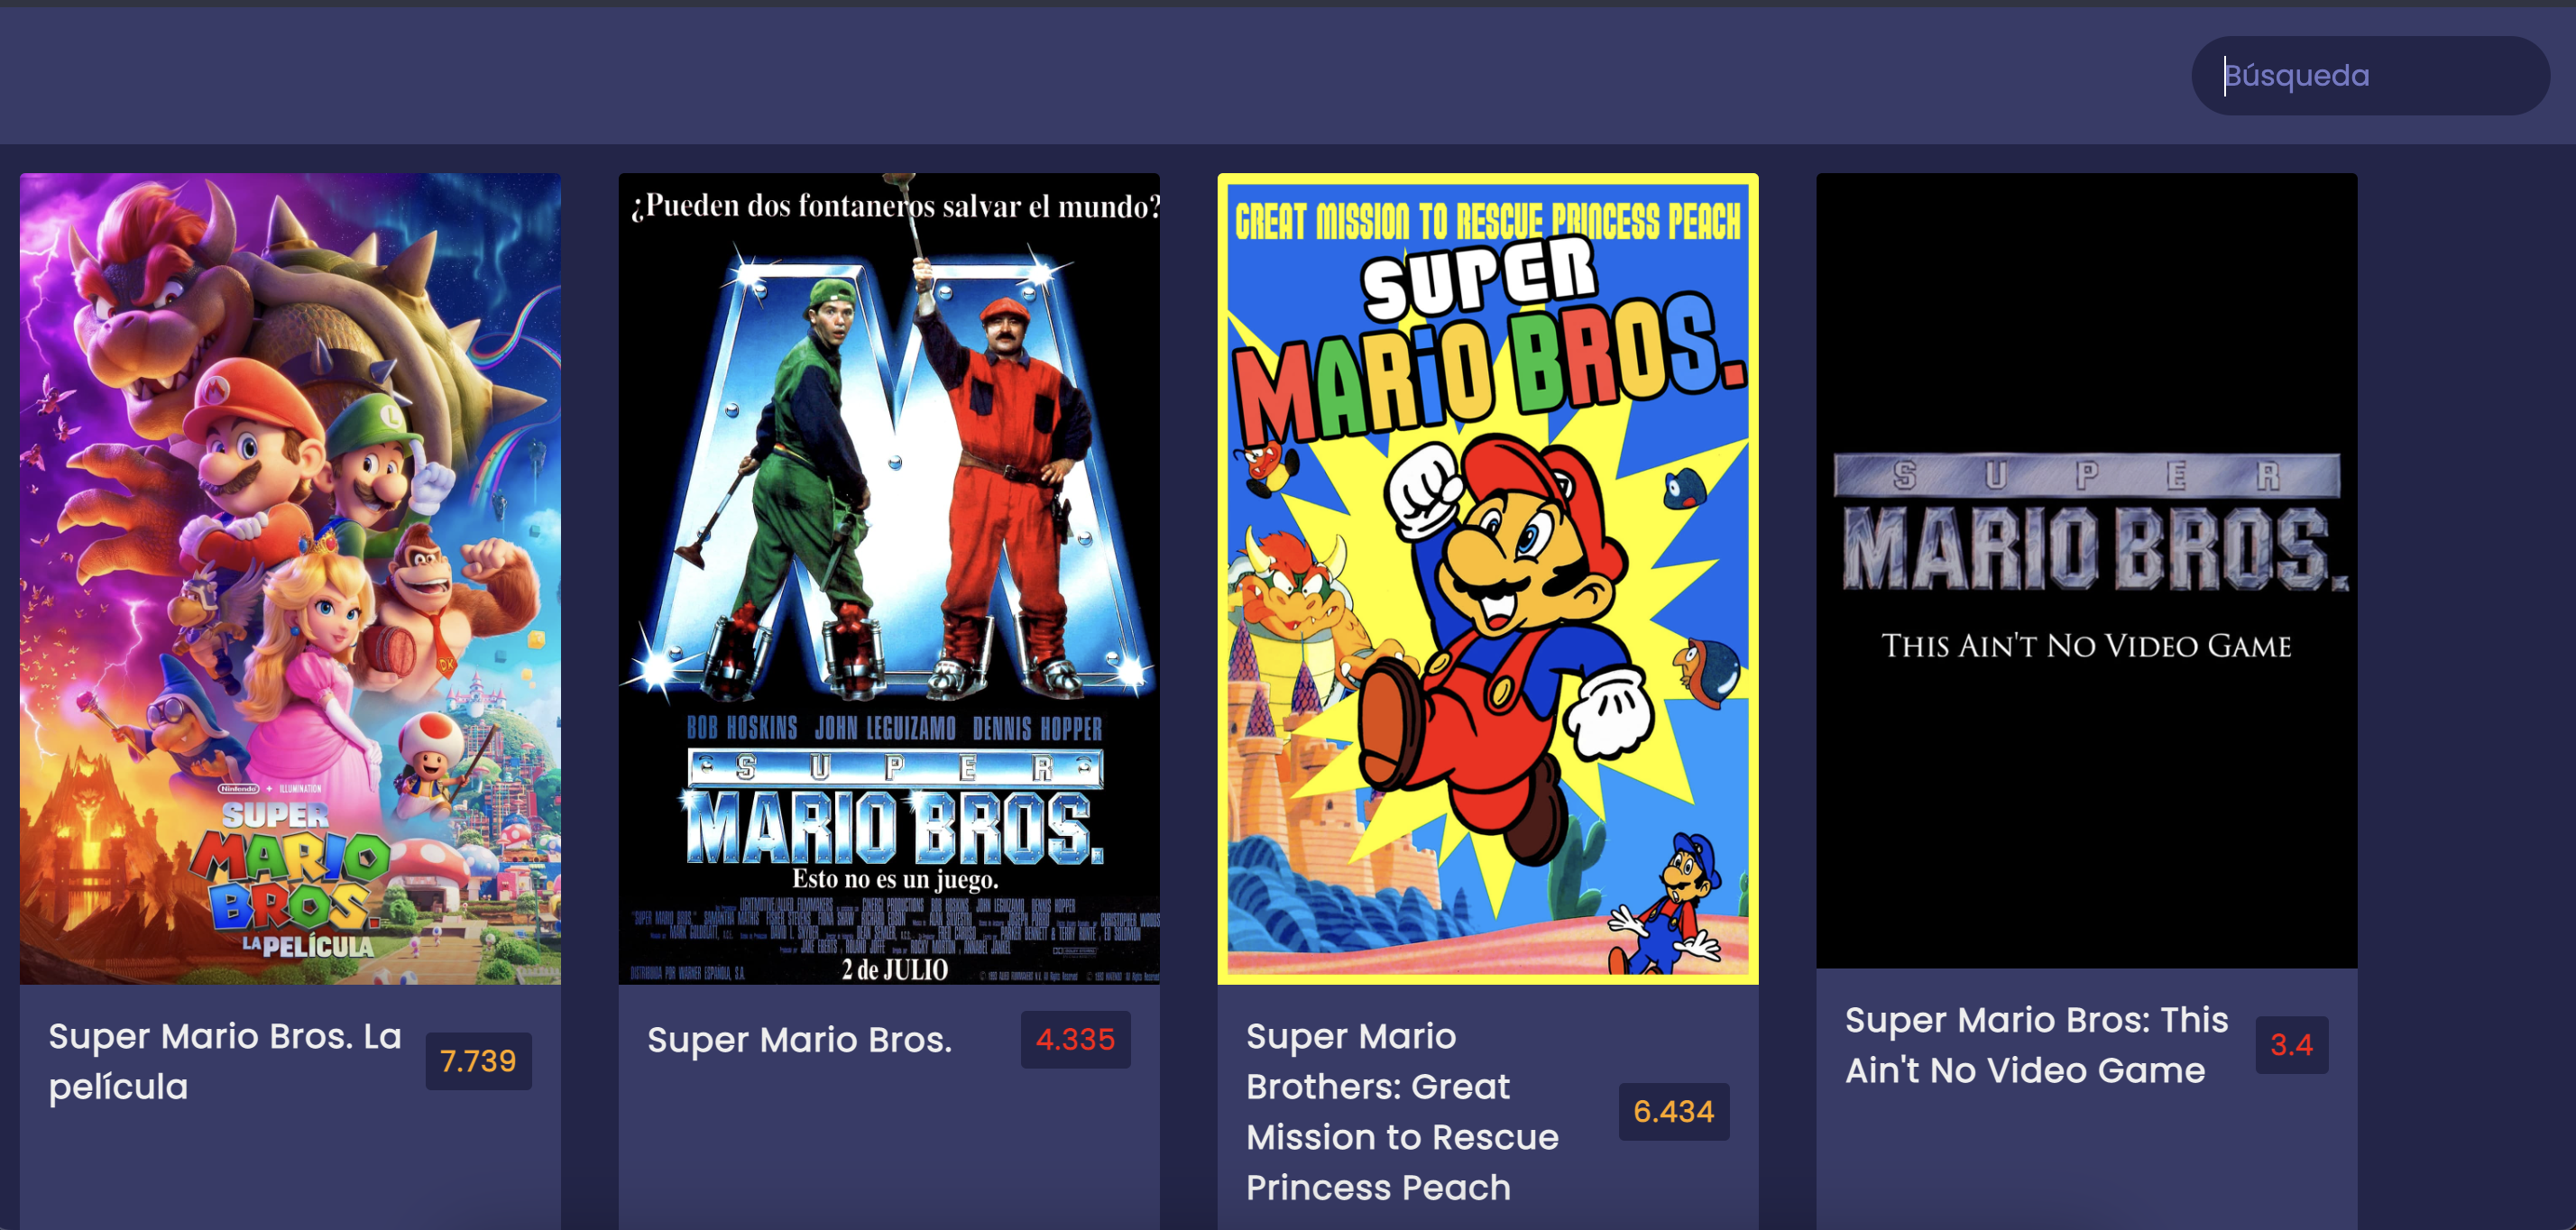 Búsqueda
Nintendo + ILLUMINATION
SUPER
MARIO
BROS.
LA PELÍCULA
Super Mario Bros. La
película
7.739
¿Pueden dos fontaneros salvar el mundo?
BOB HOSKINS JOHN LEGUIZAMO DENNIS HOPPER
SUPER
MARIO BROS.
Esto no es un juego.
DISTRIBUIDA POR WARNER ESPAÑOLA, S.A.
2 de JULIO
Super Mario Bros.
4.335
GREAT MISSION TO RESCUE PRINCESS PEACH
SUPER
MARIO BROS.
Super Mario
Brothers: Great
Mission to Rescue
Princess Peach
6.434
SUPER
MARIO BROS.
THIS AIN'T NO VIDEO GAME
Super Mario Bros: This
Ain't No Video Game
3.4